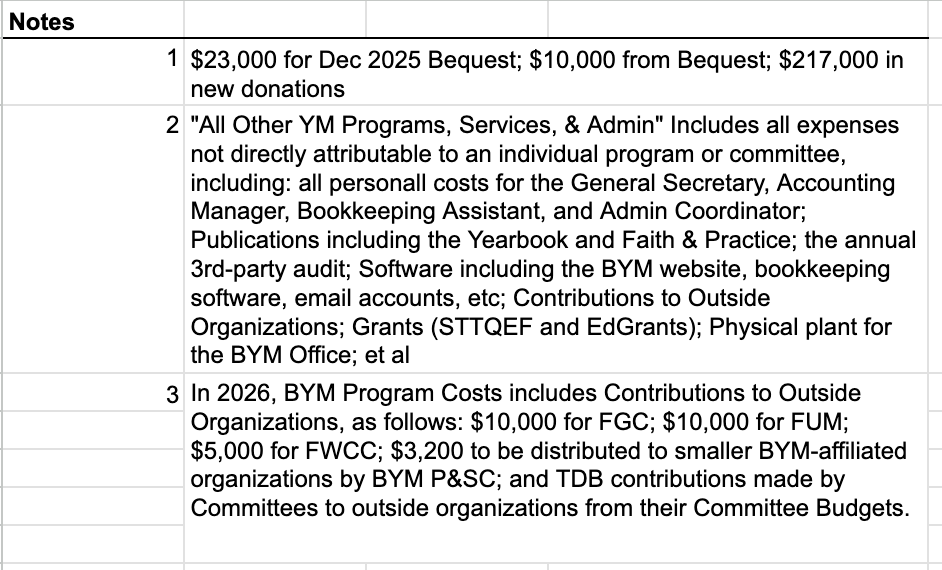 Notes
1 $23,000 for Dec 2025 Bequest; $10,000 from Bequest; $217,000 in
new donations
2 "All Other YM Programs, Services, & Admin" Includes all expenses
not directly attributable to an individual program or committee,
including: all personall costs for the General Secretary, Accounting
Manager, Bookkeeping Assistant, and Admin Coordinator;
Publications including the Yearbook and Faith & Practice; the annual
3rd-party audit; Software including the BYM website, bookkeeping
software, email accounts, etc; Contributions to Outside
Organizations; Grants (STTQEF and EdGrants); Physical plant for
the BYM Office; et al
3 In 2026, BYM Program Costs includes Contributions to Outside
Organizations, as follows: $10,000 for FGC; $10,000 for FUM;
$5,000 for FWCC; $3,200 to be distributed to smaller BYM-affiliated
organizations by BYM P&SC; and TDB contributions made by
Committees to outside organizations from their Committee Budgets.